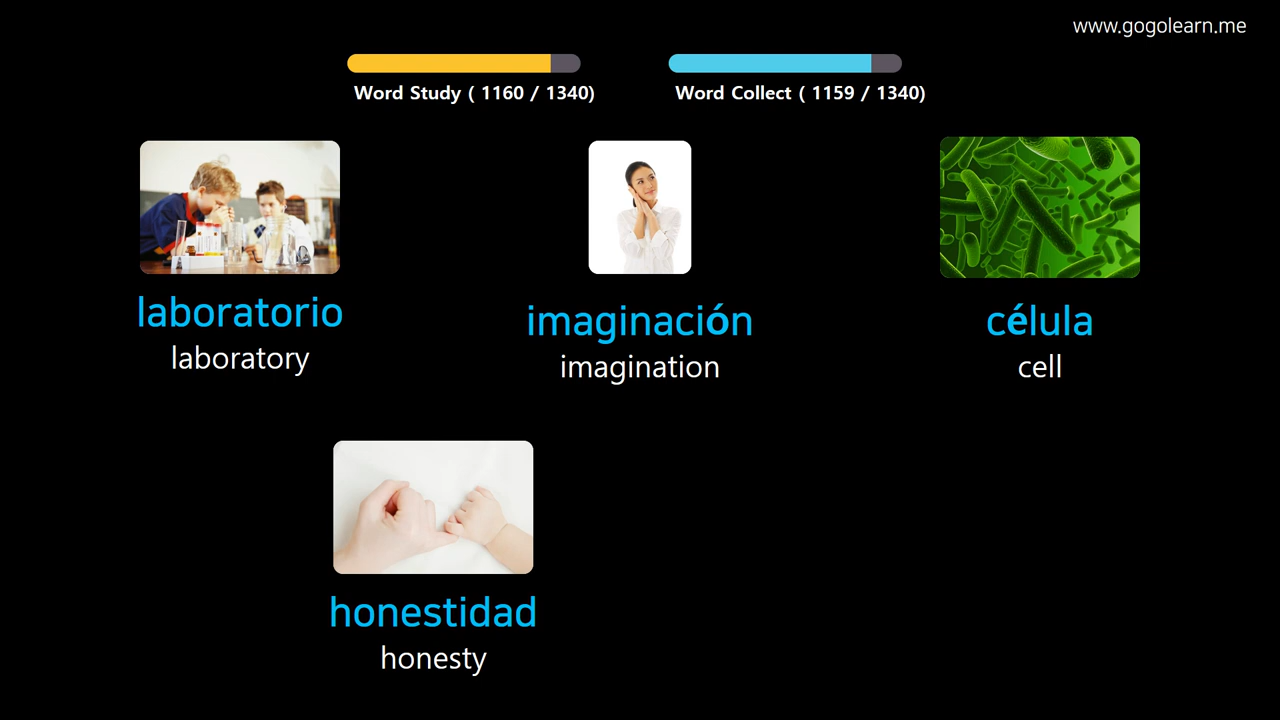 www.gogolearn.me
Word Study ( 1160 / 1340)
Word Collect ( 1159 / 1340)
laboratorio
laboratory
imaginación
imagination
célula
cell
honestidad
honesty